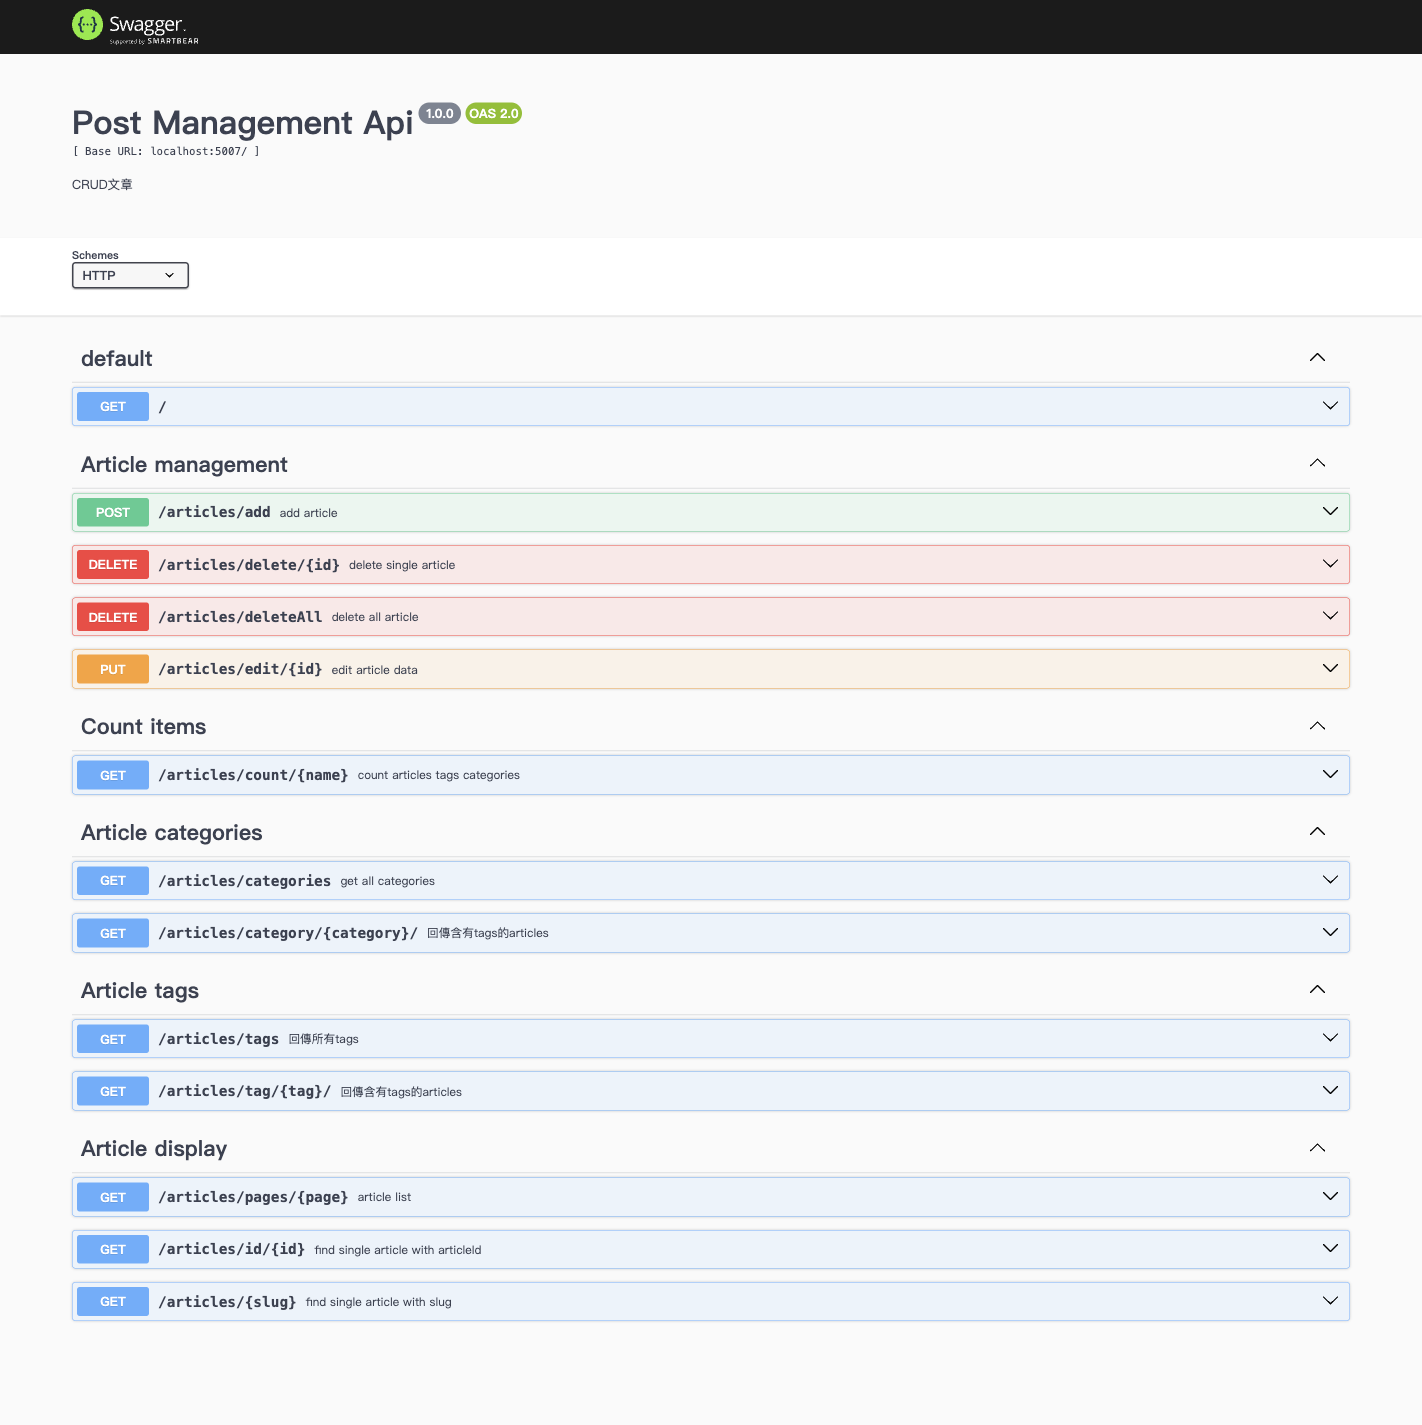 Swagger.
Supported by SMARTBEAR
Post Management Api 1.0.0 OAS 2.0
[ Base URL: localhost:5007/ ]
CRUD文章
Schemes
HTTP
default
GET /
Article management
POST /articles/add add article
DELETE /articles/delete/{id} delete single article
DELETE /articles/deleteAll delete all article
PUT /articles/edit/{id} edit article data
Count items
GET /articles/count/{name} count articles tags categories
Article categories
GET /articles/categories get all categories
GET /articles/category/{category}/ 回傳含有tags的articles
Article tags
GET /articles/tags 回傳所有tags
GET /articles/tag/{tag}/ 回傳含有tags的articles
Article display
GET /articles/pages/{page} article list
GET /articles/id/{id} find single article with articleId
GET /articles/{slug} find single article with slug